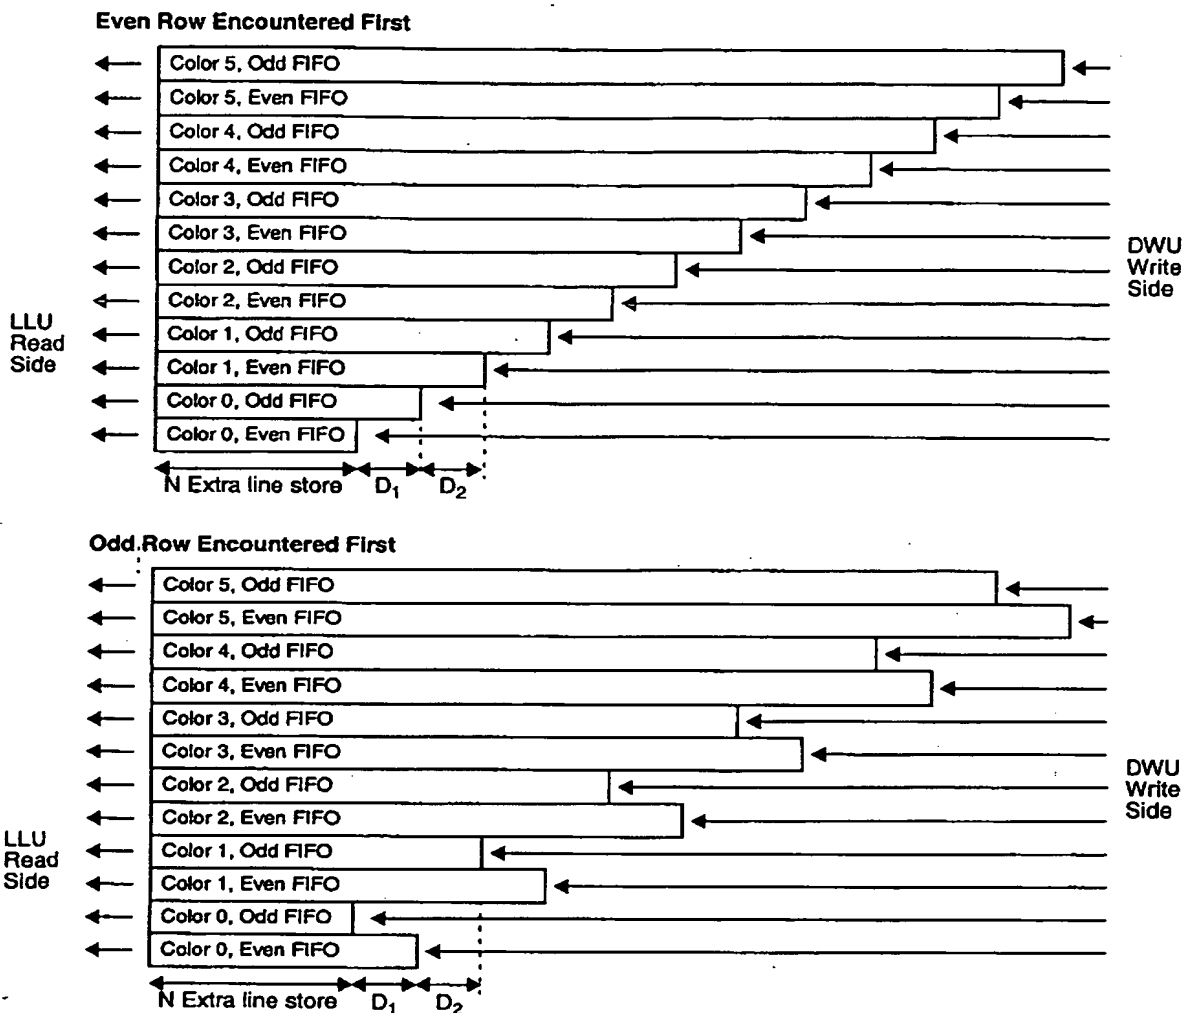 Even Row Encountered First
Color 5, Odd FIFO
Color 5, Even FIFO
Color 4, Odd FIFO
Color 4, Even FIFO
Color 3, Odd FIFO
Color 3, Even FIFO
Color 2, Odd FIFO
Color 2, Even FIFO
Color 1, Odd FIFO
Color 1, Even FIFO
Color 0, Odd FIFO
Color 0, Even FIFO
LLU
Read
Side
DWU
Write
Side
N Extra line store
D1
D2
Odd Row Encountered First
Color 5, Odd FIFO
Color 5, Even FIFO
Color 4, Odd FIFO
Color 4, Even FIFO
Color 3, Odd FIFO
Color 3, Even FIFO
Color 2, Odd FIFO
Color 2, Even FIFO
Color 1, Odd FIFO
Color 1, Even FIFO
Color 0, Odd FIFO
Color 0, Even FIFO
LLU
Read
Side
DWU
Write
Side
N Extra line store
D1
D2